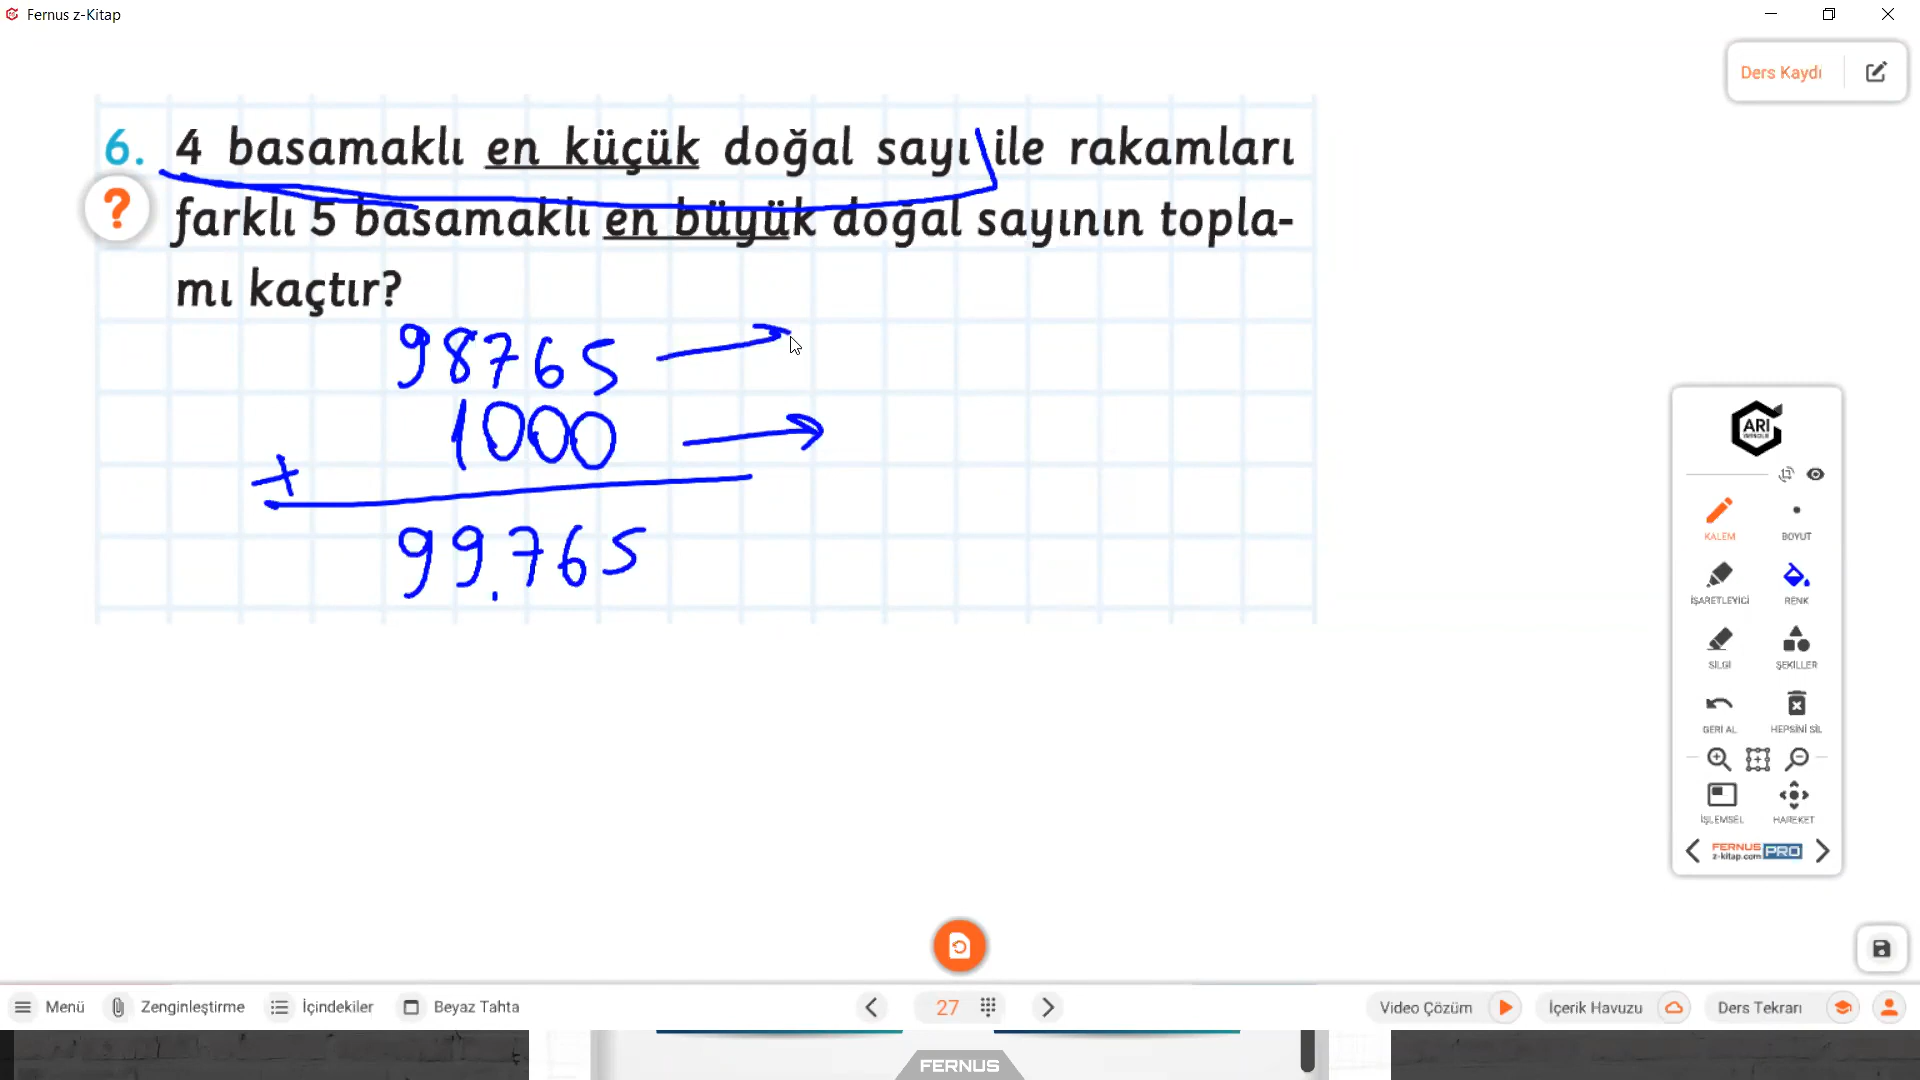 Fernus z-Kitap
Ders Kaydı
6. 4 basamaklı en küçük doğal sayı ile rakamları
? farklı 5 basamaklı en büyük doğal sayının topla-
mı kaçtır?
98765
1000
+
99.765
ARI
YAYINCILIK
KALEM BOYUT
İŞARETLEYİCİ RENK
SİLGİ ŞEKİLLER
GERİ AL HEPSİNİ SİL
İŞLEMSEL HAREKET
FERNUS
z-kitap.com PRO
Menü Zenginleştirme İçindekiler Beyaz Tahta 27 Video Çözüm İçerik Havuzu Ders Tekrarı
FERNUS